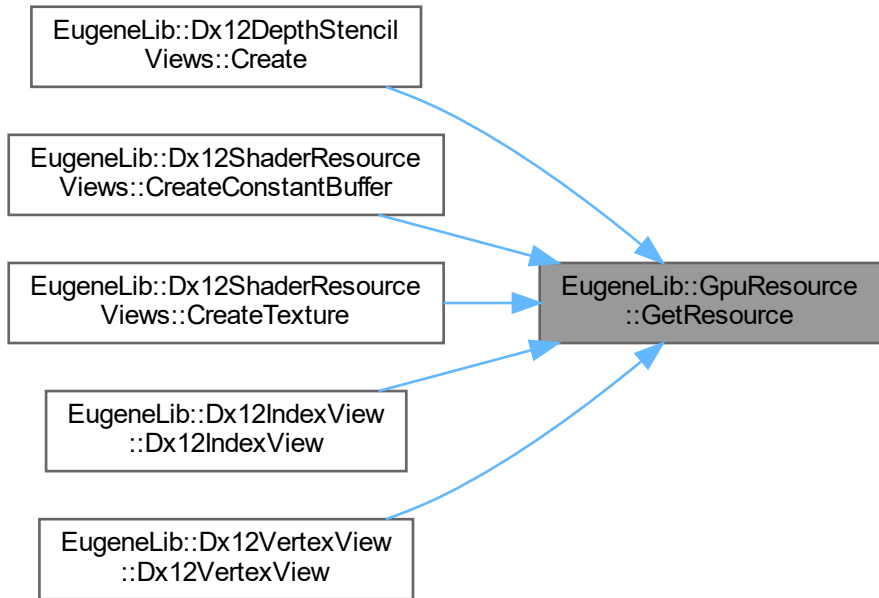 EugeneLib::Dx12DepthStencil
Views::Create
EugeneLib::Dx12ShaderResource
Views::CreateConstantBuffer
EugeneLib::Dx12ShaderResource
Views::CreateTexture
EugeneLib::GpuResource
::GetResource
EugeneLib::Dx12IndexView
::Dx12IndexView
EugeneLib::Dx12VertexView
::Dx12VertexView